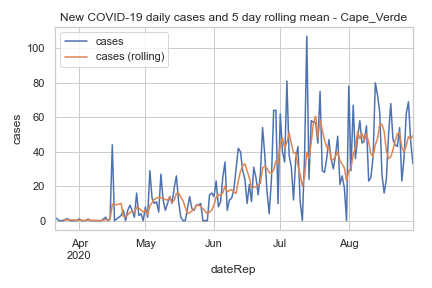 New COVID-19 daily cases and 5 day rolling mean - Cape_Verde
cases
cases (rolling)
100
80
60
40
20
0
cases
Apr
2020
May
Jun
Jul
Aug
dateRep